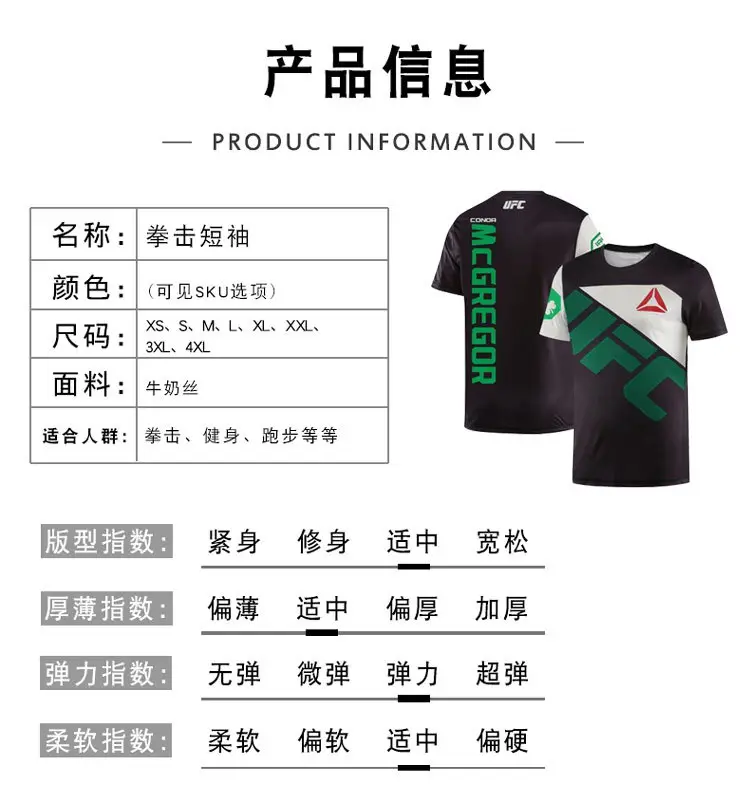 产品信息
PRODUCT INFORMATION
名称: 拳击短袖
颜色: (可见SKU选项)
尺码: XS、S、M、L、XL、XXL、
3XL、4XL
面料: 牛奶丝
适合人群: 拳击、健身、跑步等等
UFC
CONOR
McGREGOR
UFC
版型指数: 紧身 修身 适中 宽松
厚薄指数: 偏薄 适中 偏厚 加厚
弹力指数: 无弹 微弹 弹力 超弹
柔软指数: 柔软 偏软 适中 偏硬